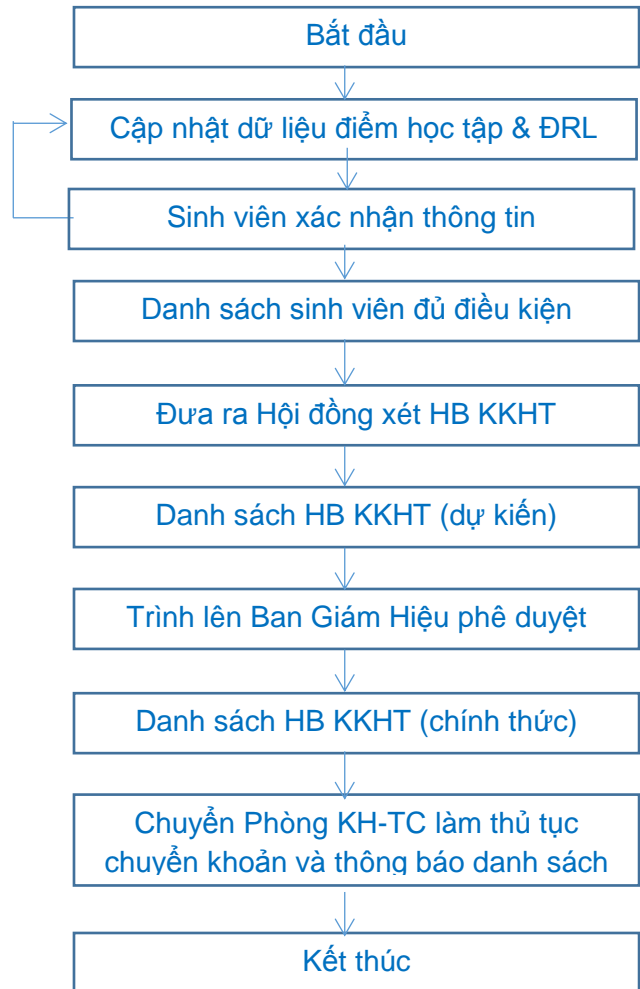 Bắt đầu
Cập nhật dữ liệu điểm học tập & ĐRL
Sinh viên xác nhận thông tin
Danh sách sinh viên đủ điều kiện
Đưa ra Hội đồng xét HB KKHT
Danh sách HB KKHT (dự kiến)
Trình lên Ban Giám Hiệu phê duyệt
Danh sách HB KKHT (chính thức)
Chuyển Phòng KH-TC làm thủ tục
chuyển khoản và thông báo danh sách
Kết thúc